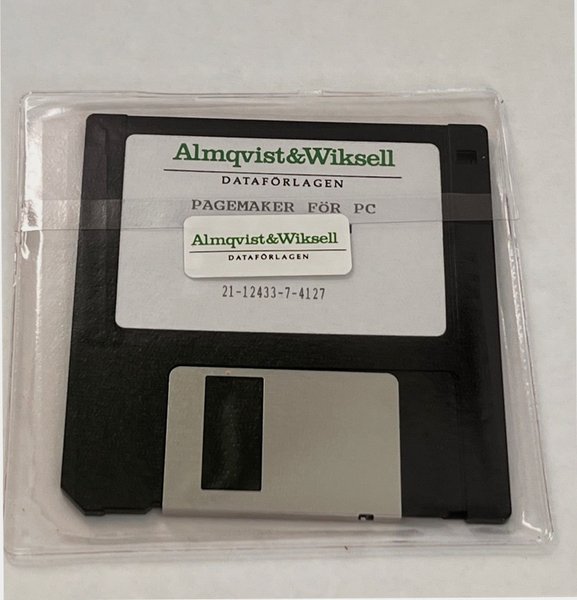 Almqvist&Wiksell
DATAFÖRLAGEN
PAGEMAKER FÖR PC
Almqvist&Wiksell
DATAFÖRLAGEN
21-12433-7-4127